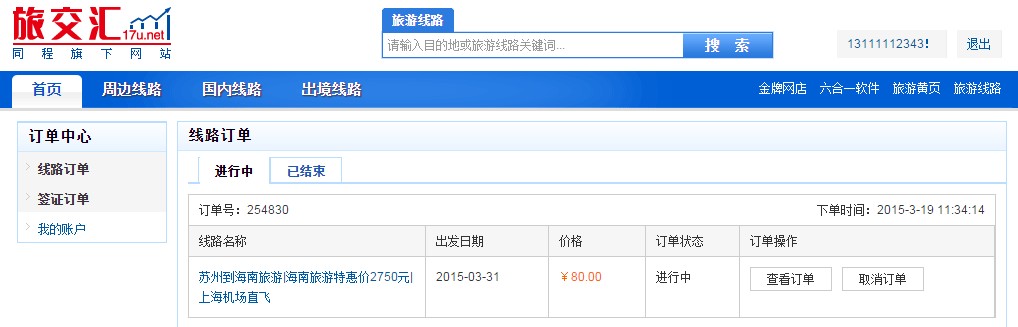 旅交汇 17u.net
同程旗下网站
旅游线路
请输入目的地或旅游线路关键词...
搜 索
13111112343!
退出
首页 周边线路 国内线路 出境线路
金牌网店 六合一软件 旅游黄页 旅游线路
订单中心
线路订单
签证订单
我的账户
线路订单
进行中 已结束
订单号：254830 下单时间：2015-3-19 11:34:14
线路名称 出发日期 价格 订单状态 订单操作
苏州到海南旅游|海南旅游特惠价2750元| 2015-03-31 ¥80.00 进行中 查看订单 取消订单
上海机场直飞